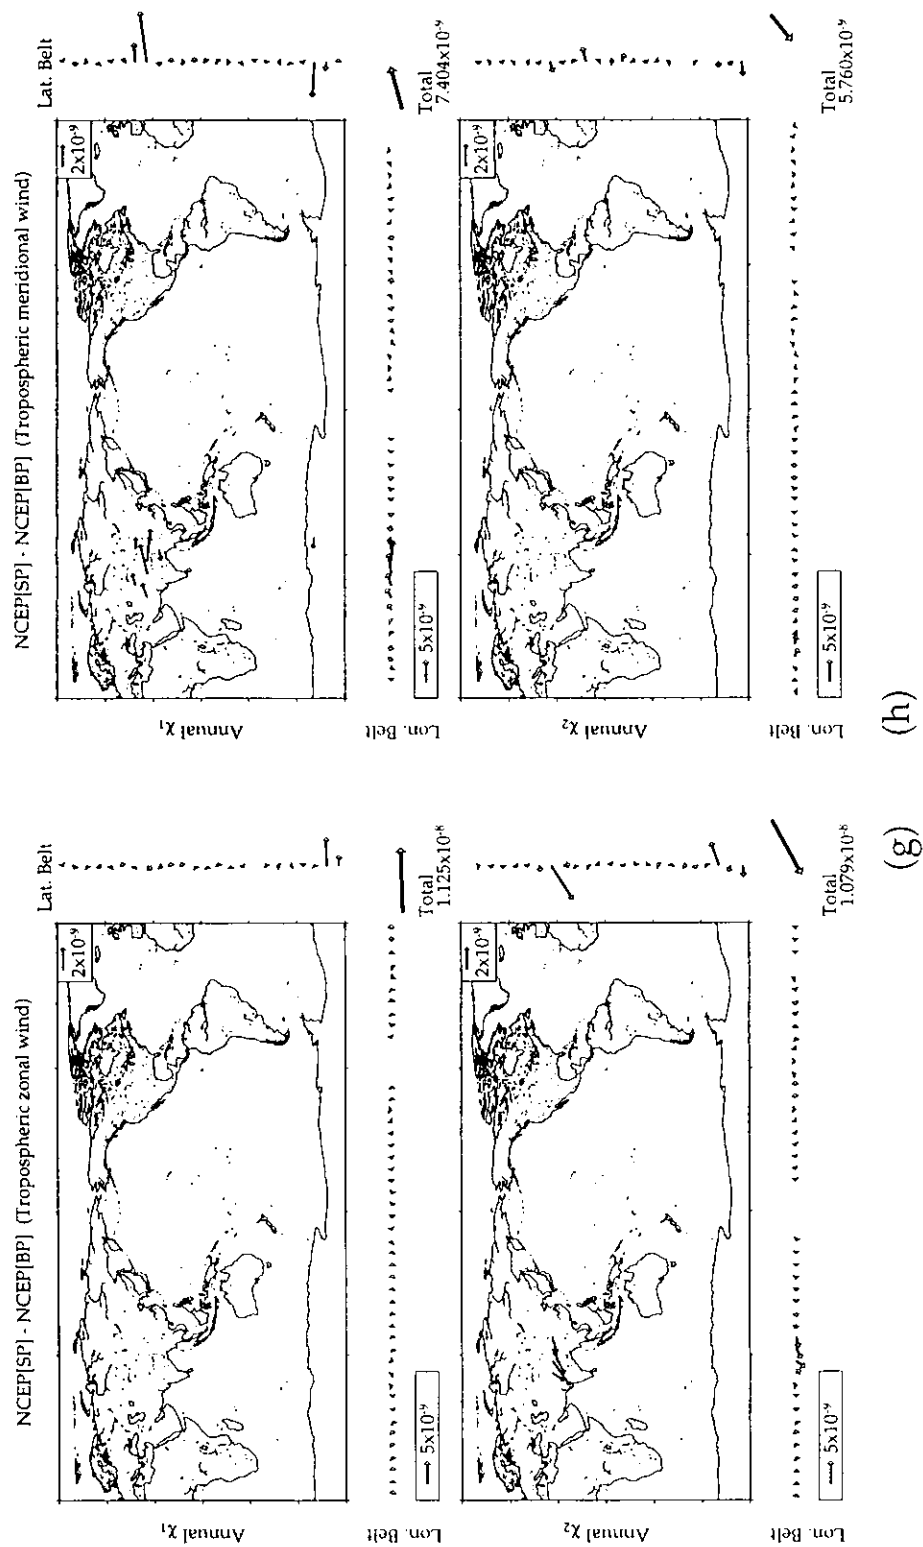 NCEP[SP] - NCEP[BP] (Tropospheric zonal wind)
Lat. Belt
2x10-9
Annual χ1
Lon. Belt
5x10-9
Total
1.125x10-8
2x10-9
Annual χ2
Lon. Belt
5x10-9
Total
1.079x10-8
(g)
NCEP[SP] - NCEP[BP] (Tropospheric meridional wind)
Lat. Belt
2x10-9
Annual χ1
Lon. Belt
5x10-9
Total
7.404x10-9
2x10-9
Annual χ2
Lon. Belt
5x10-9
Total
5.760x10-9
(h)